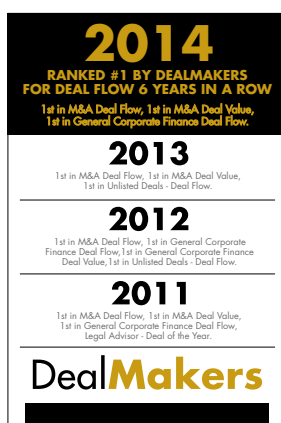 2014
RANKED #1 BY DEALMAKERS
FOR DEAL FLOW 6 YEARS IN A ROW
1st in M&A Deal Flow, 1st in M&A Deal Value,
1st in General Corporate Finance Deal Flow.
2013
1st in M&A Deal Flow, 1st in M&A Deal Value,
1st in Unlisted Deals - Deal Flow.
2012
1st in M&A Deal Flow, 1st in General Corporate
Finance Deal Flow,1st in General Corporate Finance
Deal Value,1st in Unlisted Deals - Deal Flow.
2011
1st in M&A Deal Flow, 1st in M&A Deal Value,
1st in General Corporate Finance Deal Flow,
Legal Advisor - Deal of the Year.
DealMakers